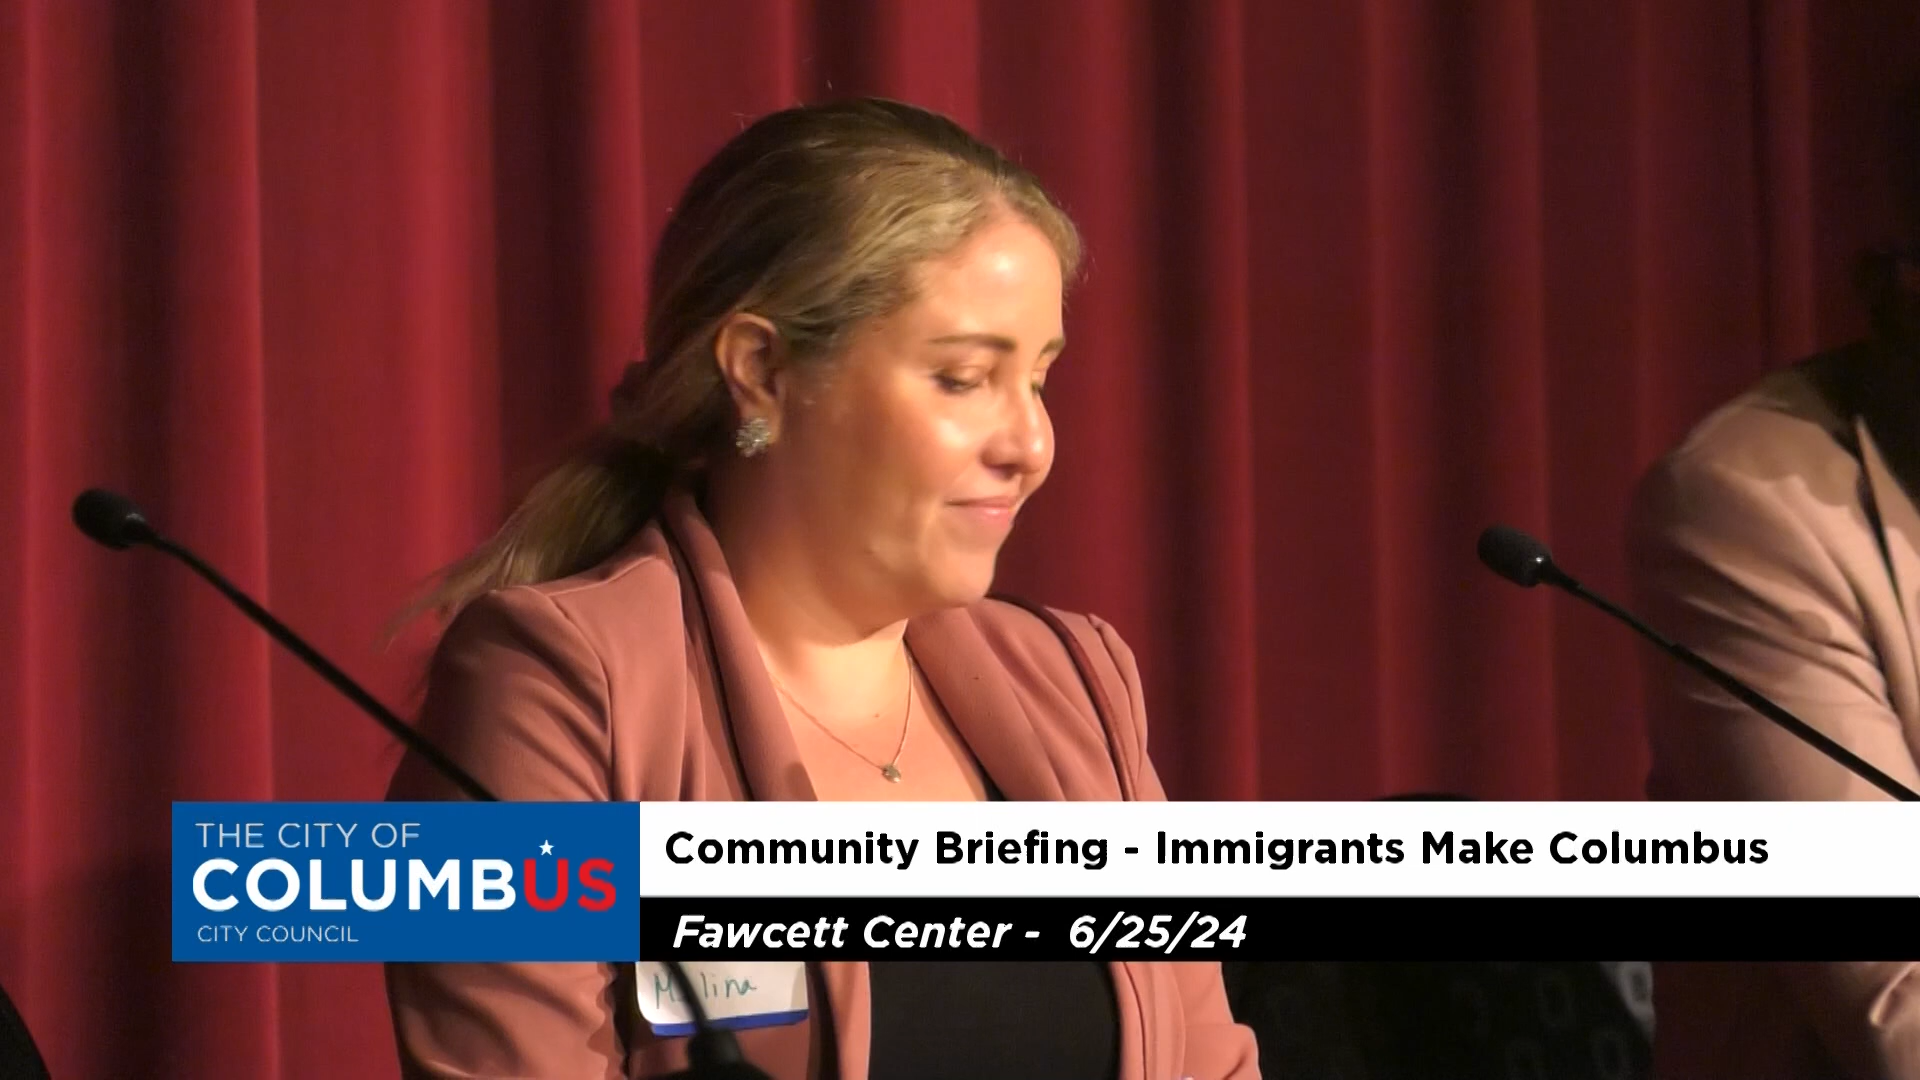 THE CITY OF
COLUMBUS
CITY COUNCIL
Community Briefing - Immigrants Make Columbus
Fawcett Center - 6/25/24